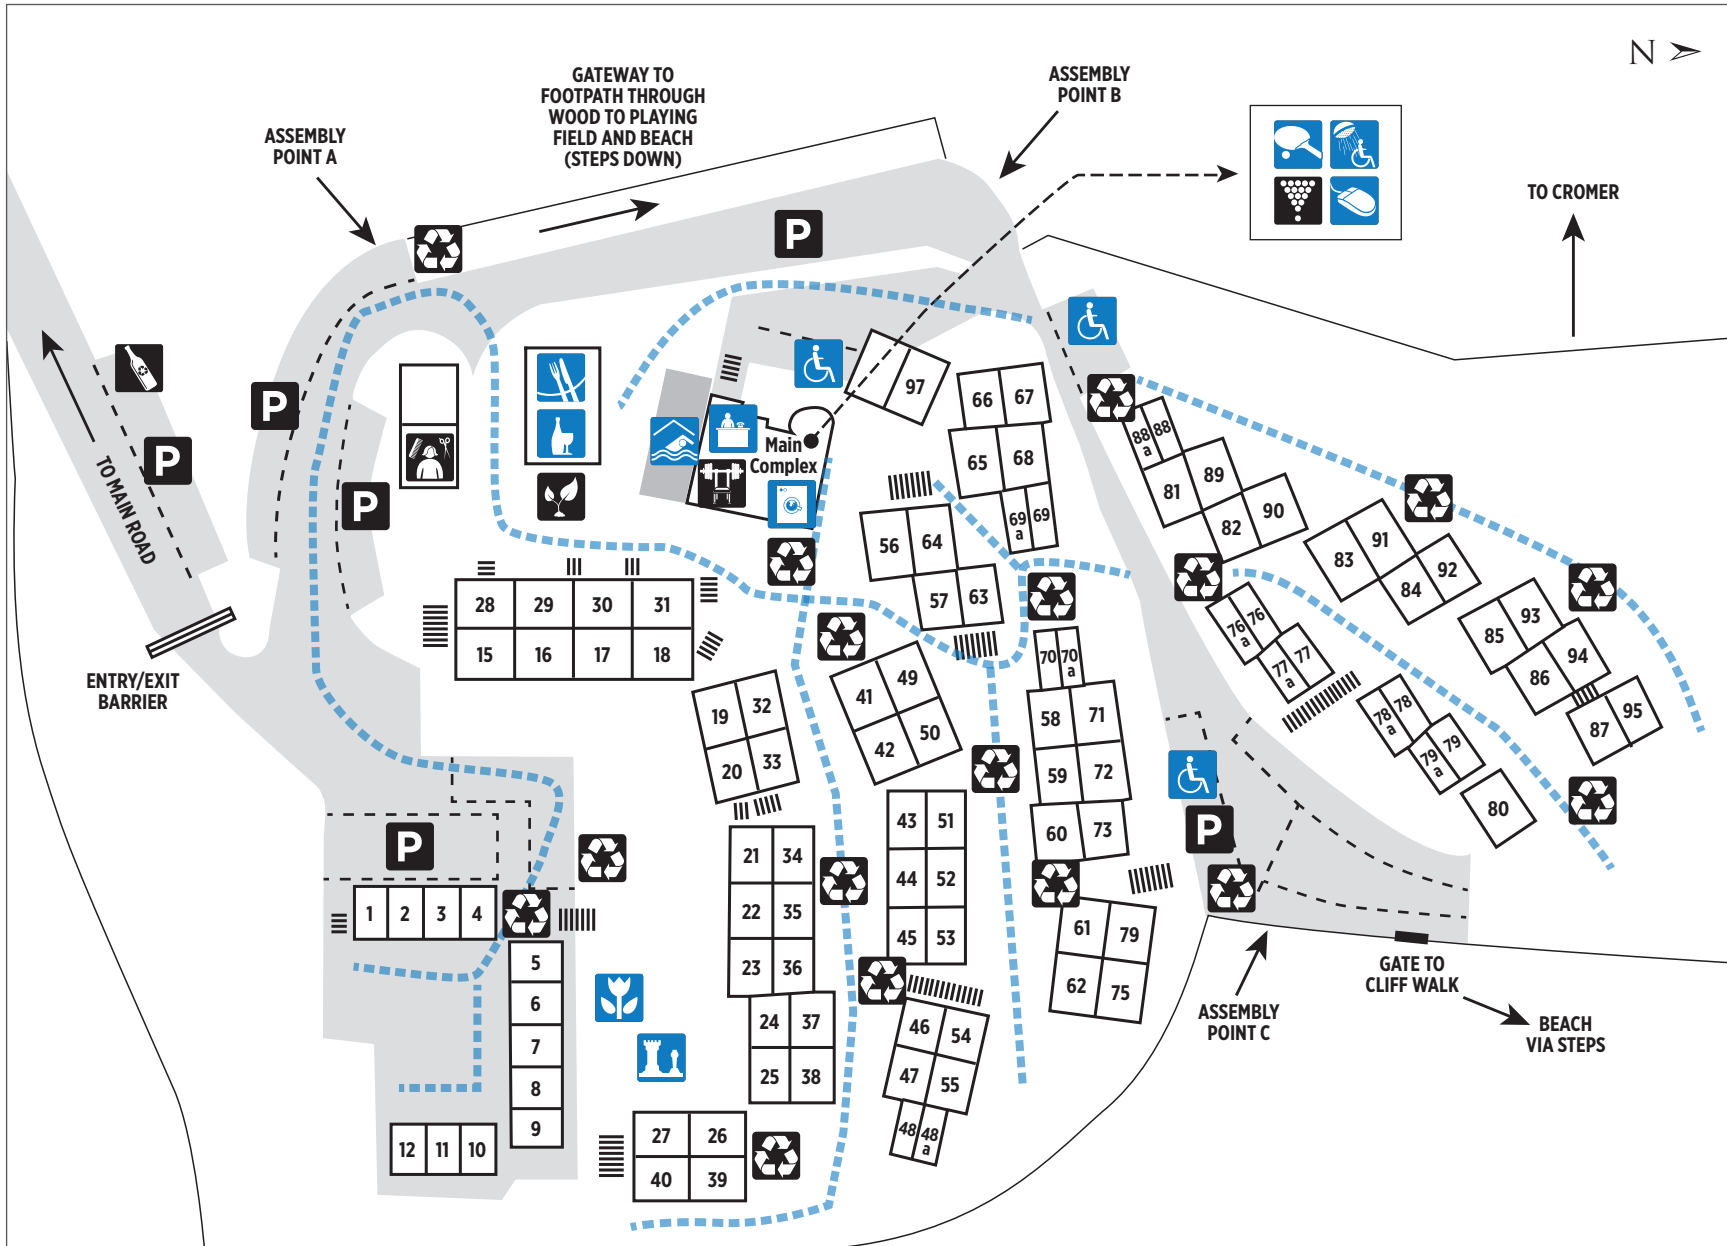 N
GATEWAY TO
FOOTPATH THROUGH
WOOD TO PLAYING
FIELD AND BEACH
(STEPS DOWN)
ASSEMBLY
POINT B
ASSEMBLY
POINT A
TO CROMER
P
P
P
P
TO MAIN ROAD
Main
Complex
97
66 67
65 68
69
a 69
88
a 88
81 89
82 90
83 91
84 92
85 93
86 94
87 95
56 64
57 63
76
a 76
77
a 77
78
a 78
79
a 79
80
28 29 30 31
15 16 17 18
ENTRY/EXIT
BARRIER
19 32
20 33
41 49
42 50
70 70
a
58 71
59 72
60 73
P
P
21 34
22 35
23 36
43 51
44 52
45 53
1 2 3 4
5
6
7
8
9
61 79
62 75
24 37
25 38
46 54
47 55
48 48
a
ASSEMBLY
POINT C
GATE TO
CLIFF WALK
BEACH
VIA STEPS
12 11 10
27 26
40 39